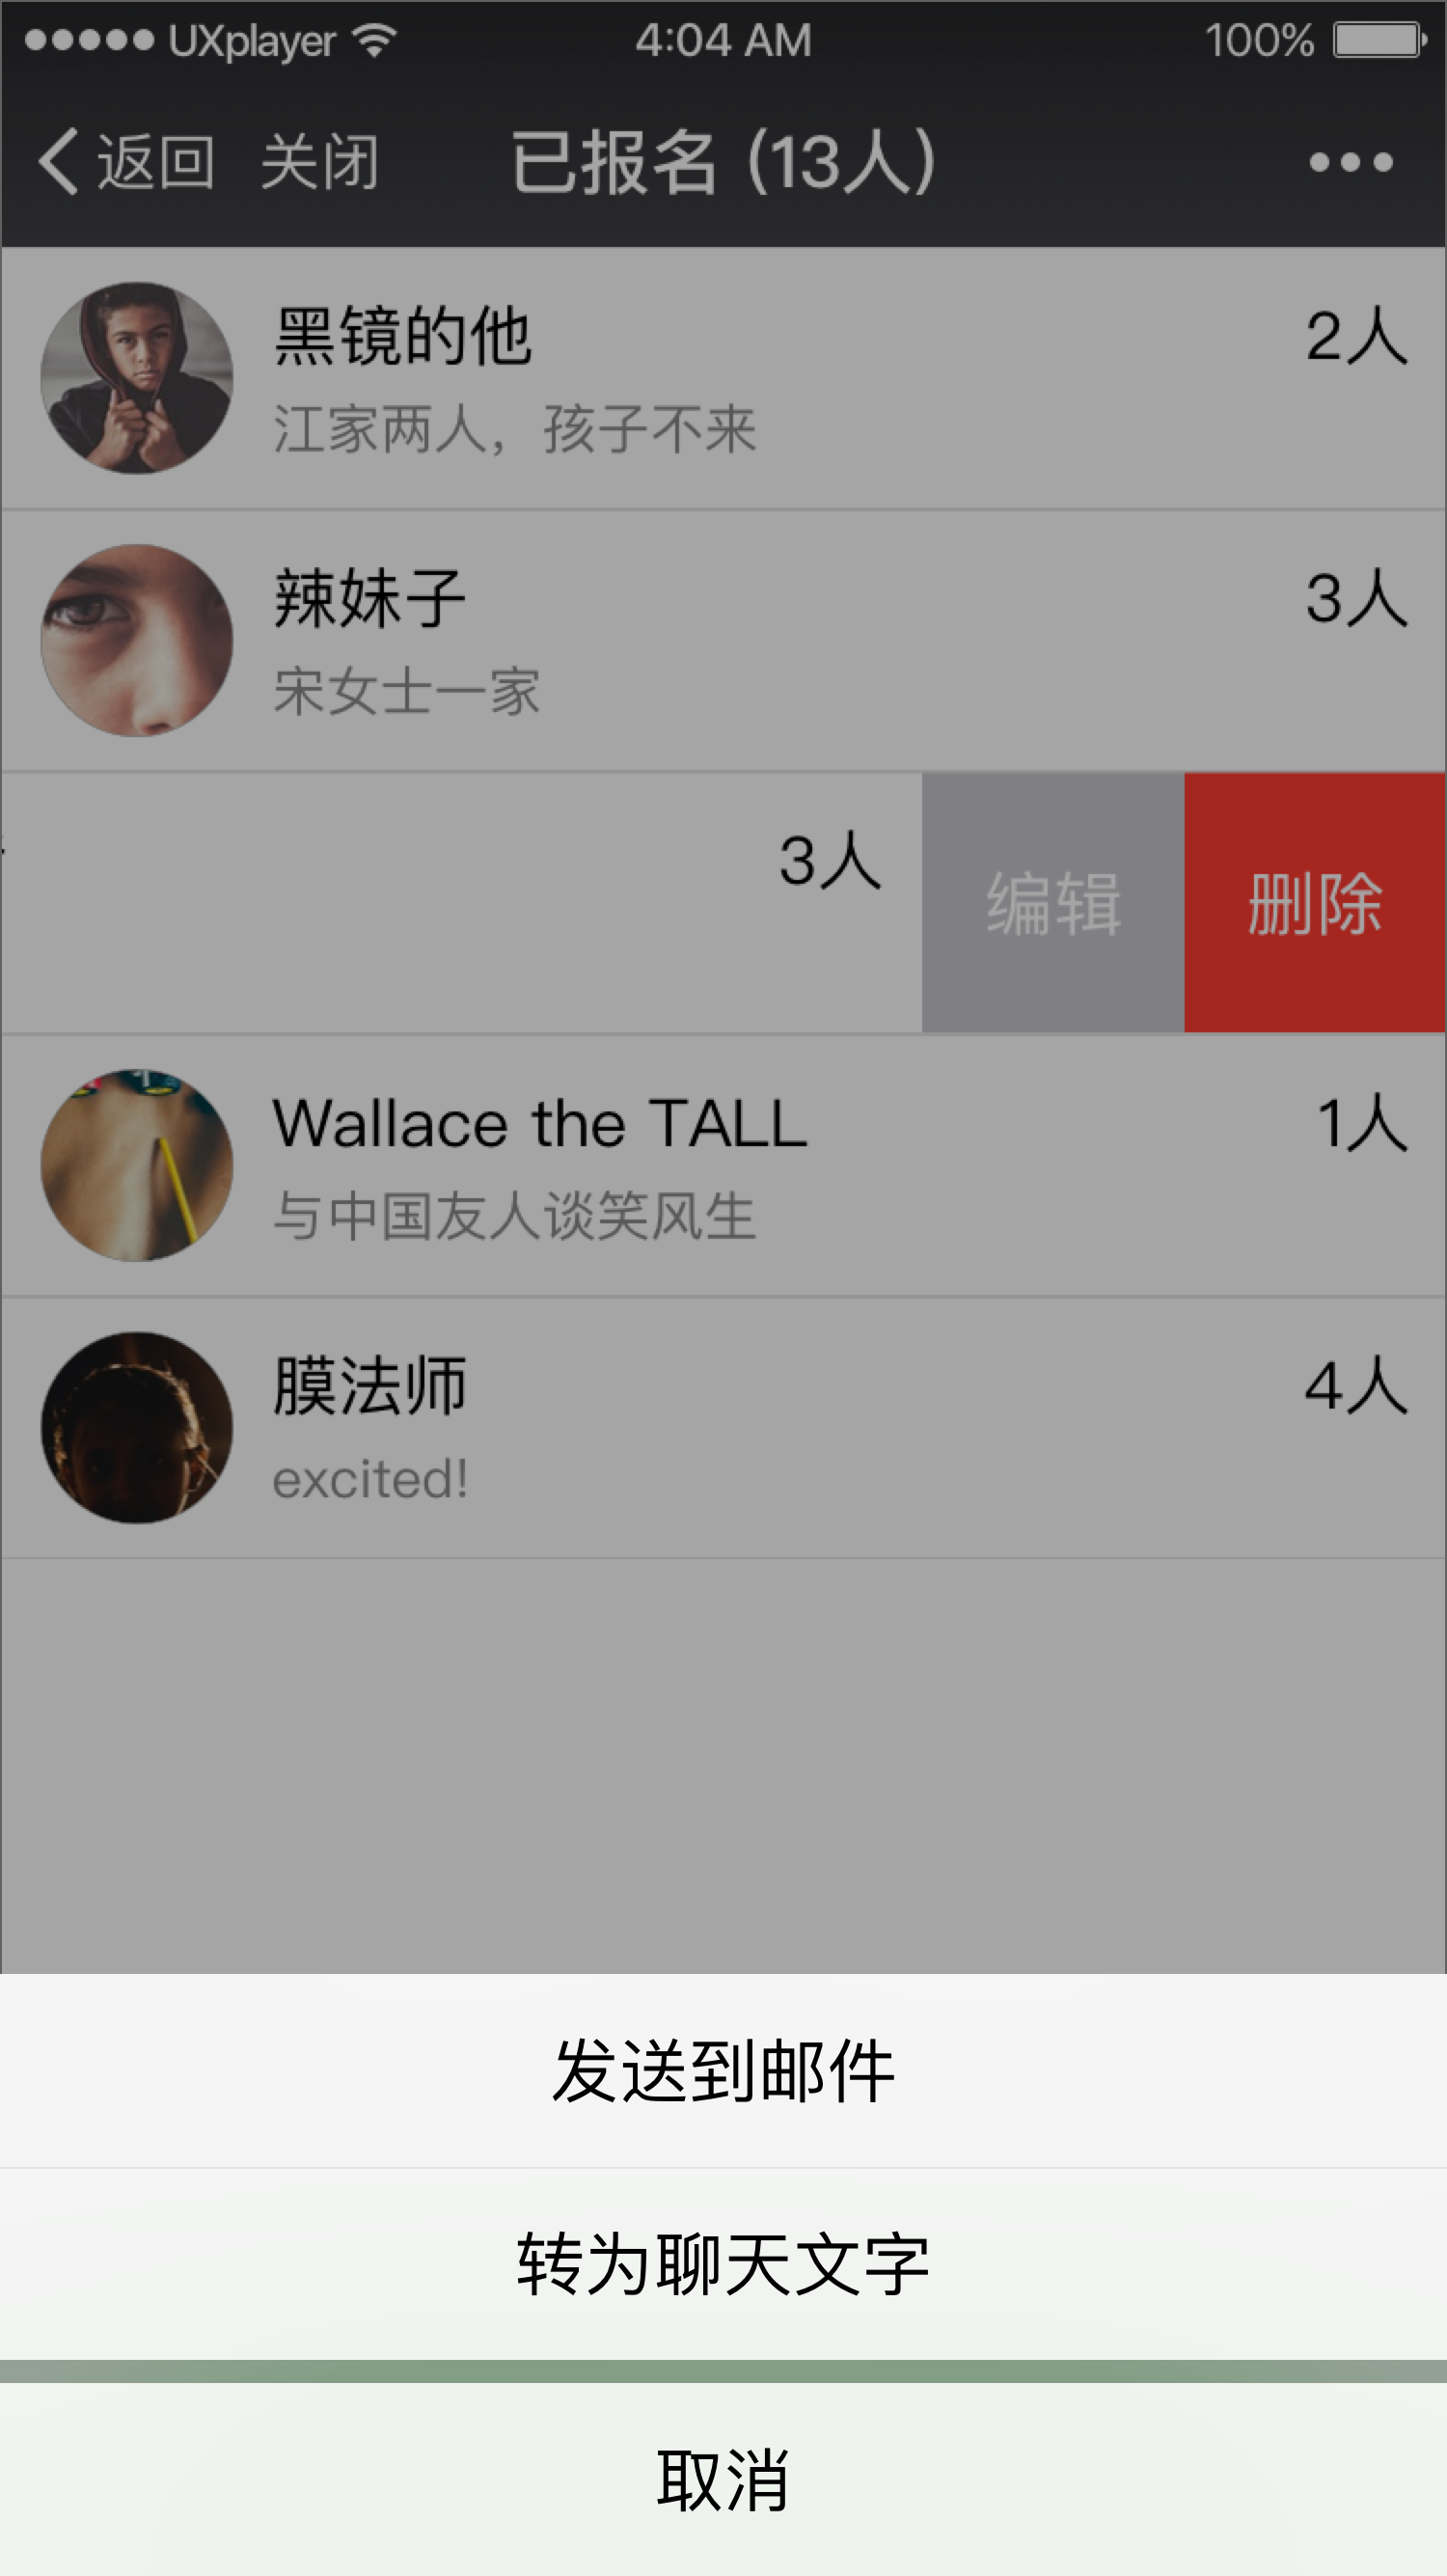 UXplayer 4:04 AM 100%
返回 关闭 已报名 (13人)
黑镜的他 2人
江家两人，孩子不来
辣妹子 3人
宋女士一家
3人 编辑 删除
Wallace the TALL 1人
与中国友人谈笑风生
膜法师 4人
excited!
发送到邮件
转为聊天文字
取消